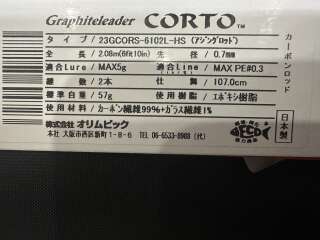 Graphiteleader CORTO™
タイプ/23GCORS-6102L-HS (アジングロッド)
全長/2.08m(6fit10in) 先径/0.7mm
適合Lure/MAX5g 適合Line/MAX PE#0.3
継数/2本 仕舞/107.0cm
標準自重/57g 使用樹脂/エポキシ樹脂
使用材料/カーボン繊維99%+ガラス繊維1%
株式会社 オリムピック
本社 大阪市西区新町1-8-6 TEL 06-6533-8988 (代)
カーボンロッド
日本製